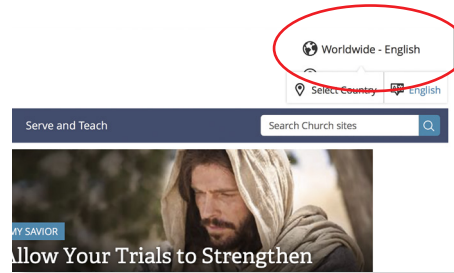 Worldwide - English
Select Country English
Serve and Teach Search Church sites
MY SAVIOR
Allow Your Trials to Strengthen